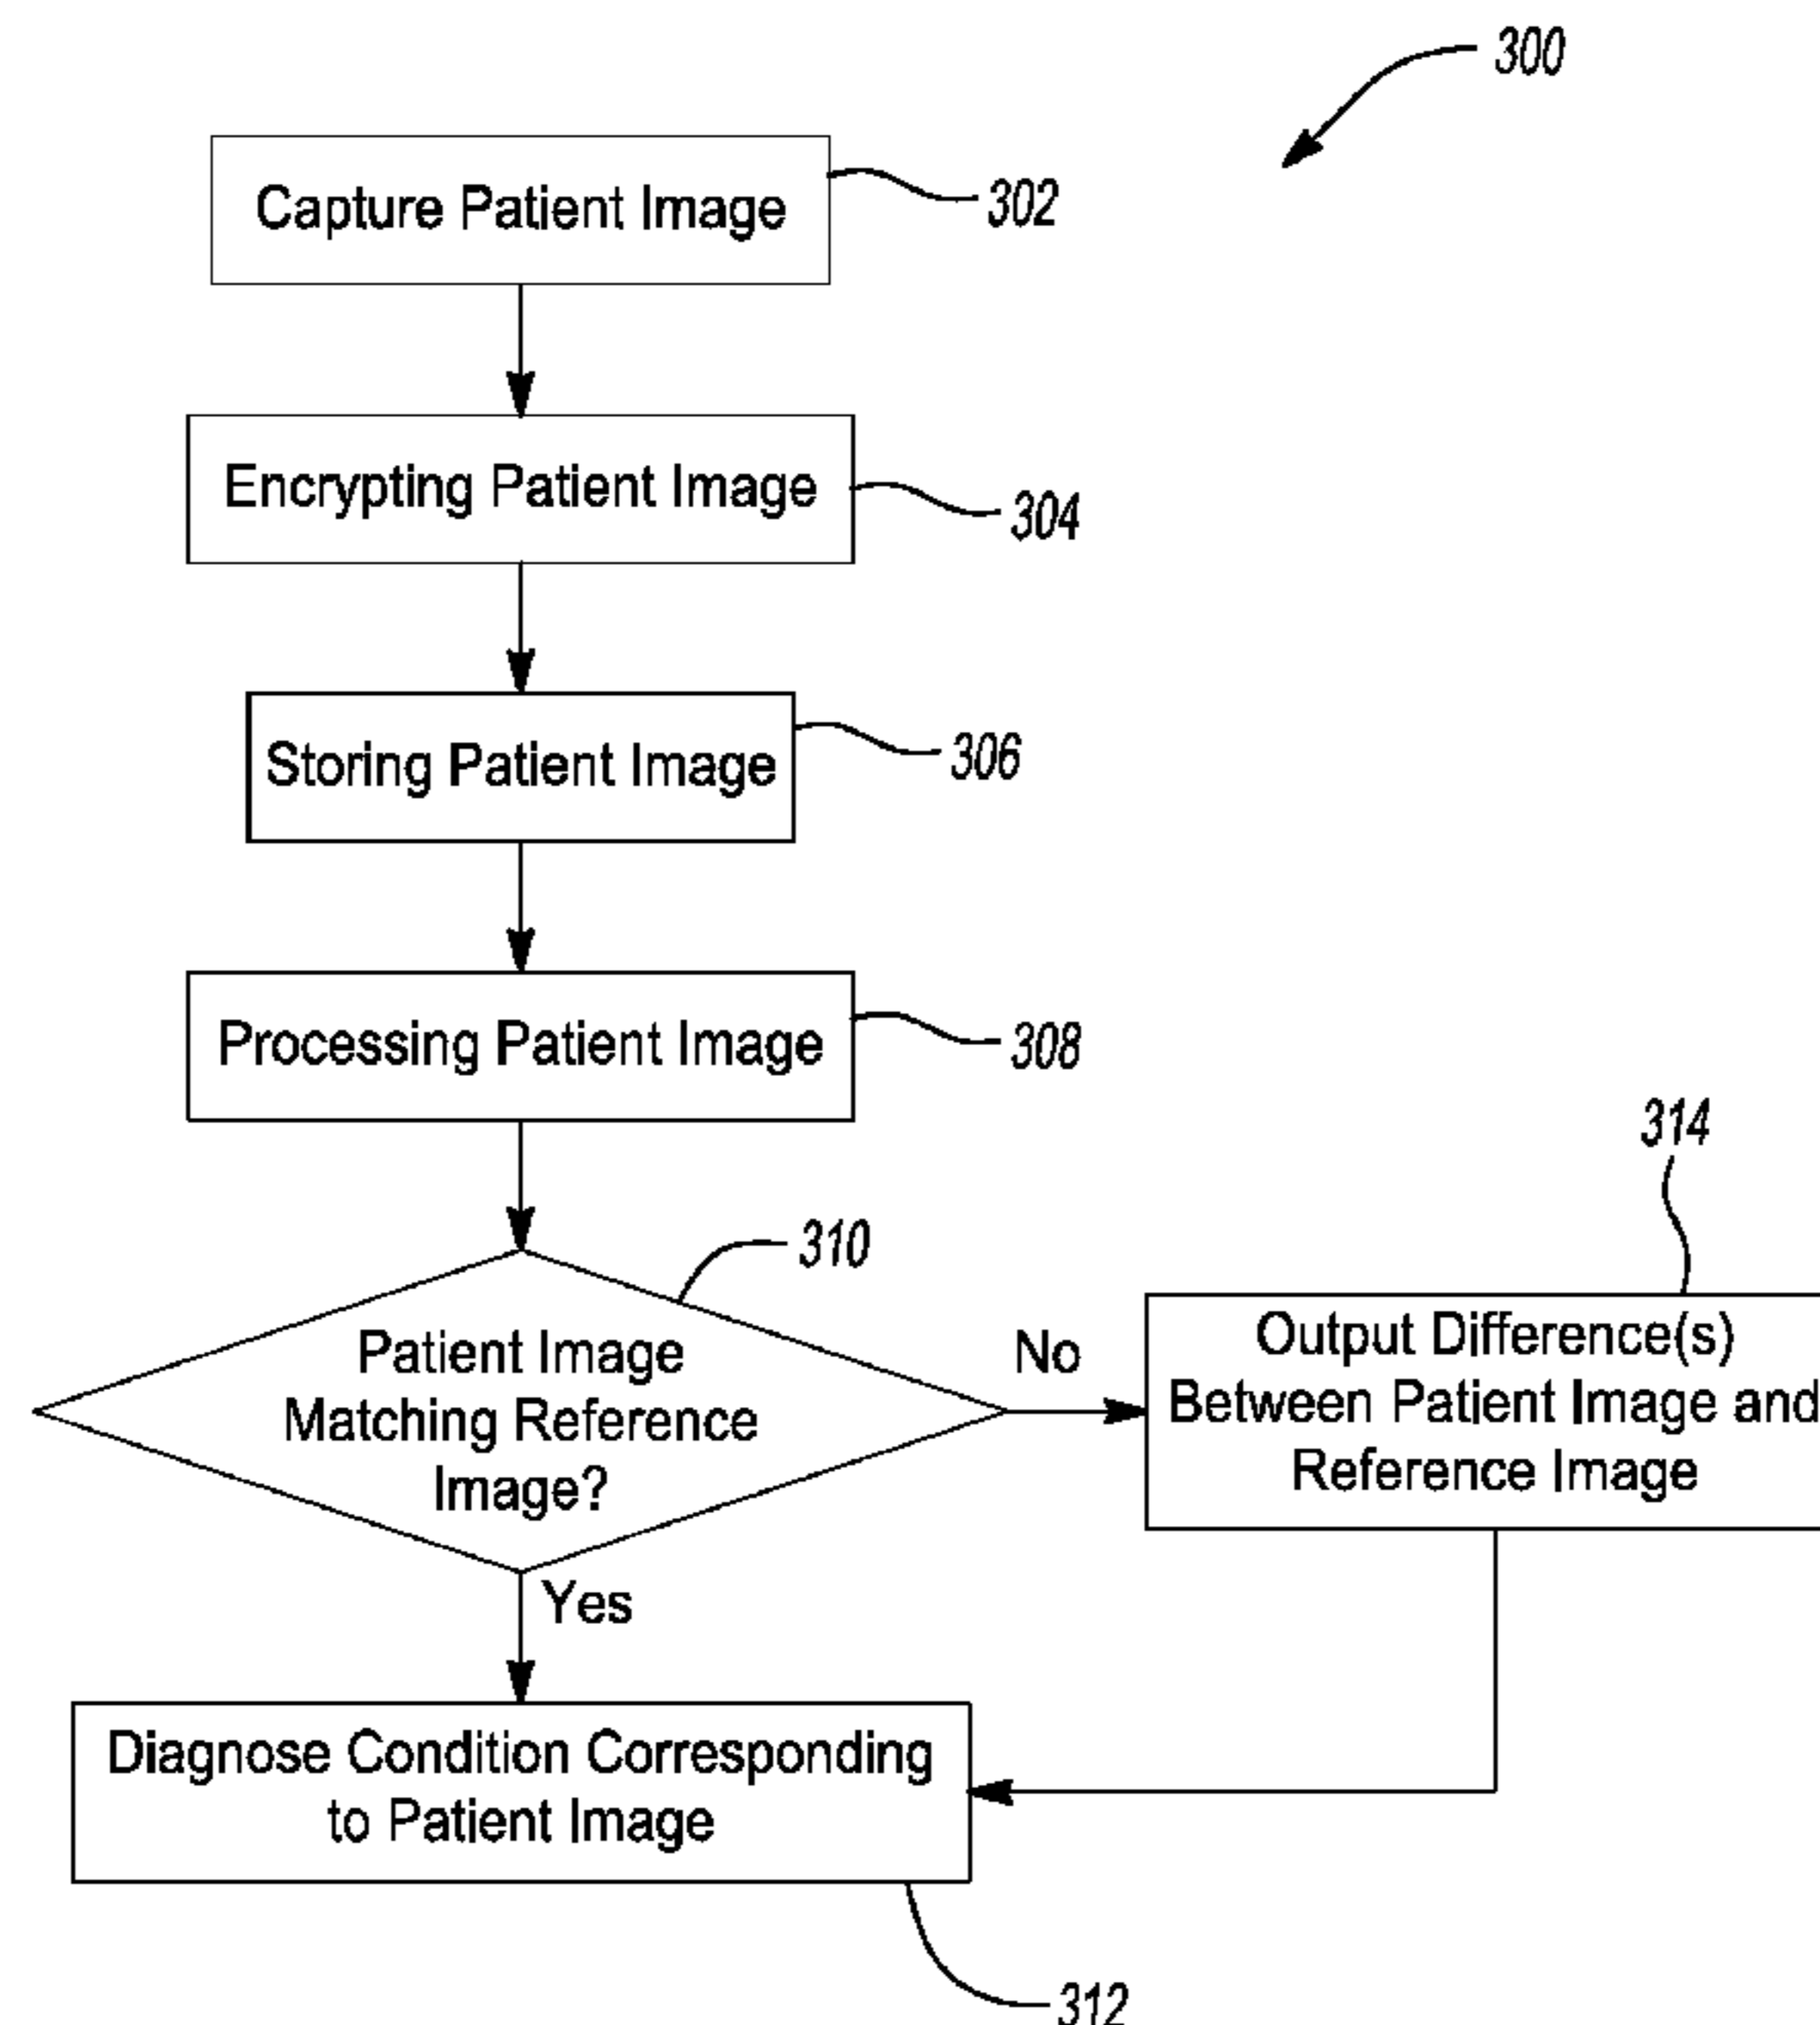 300
Capture Patient Image
302
Encrypting Patient Image
304
Storing Patient Image
306
Processing Patient Image
308
314
310
Patient Image
Matching Reference
Image?
No
Output Difference(s)
Between Patient Image and
Reference Image
Yes
Diagnose Condition Corresponding
to Patient Image
312